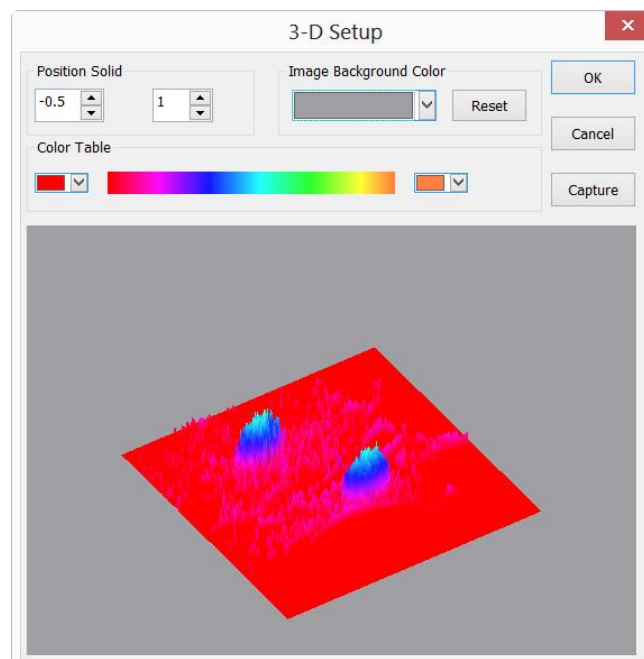 3-D Setup
Position Solid
-0.5
1
Image Background Color
Reset
OK
Cancel
Color Table
Capture